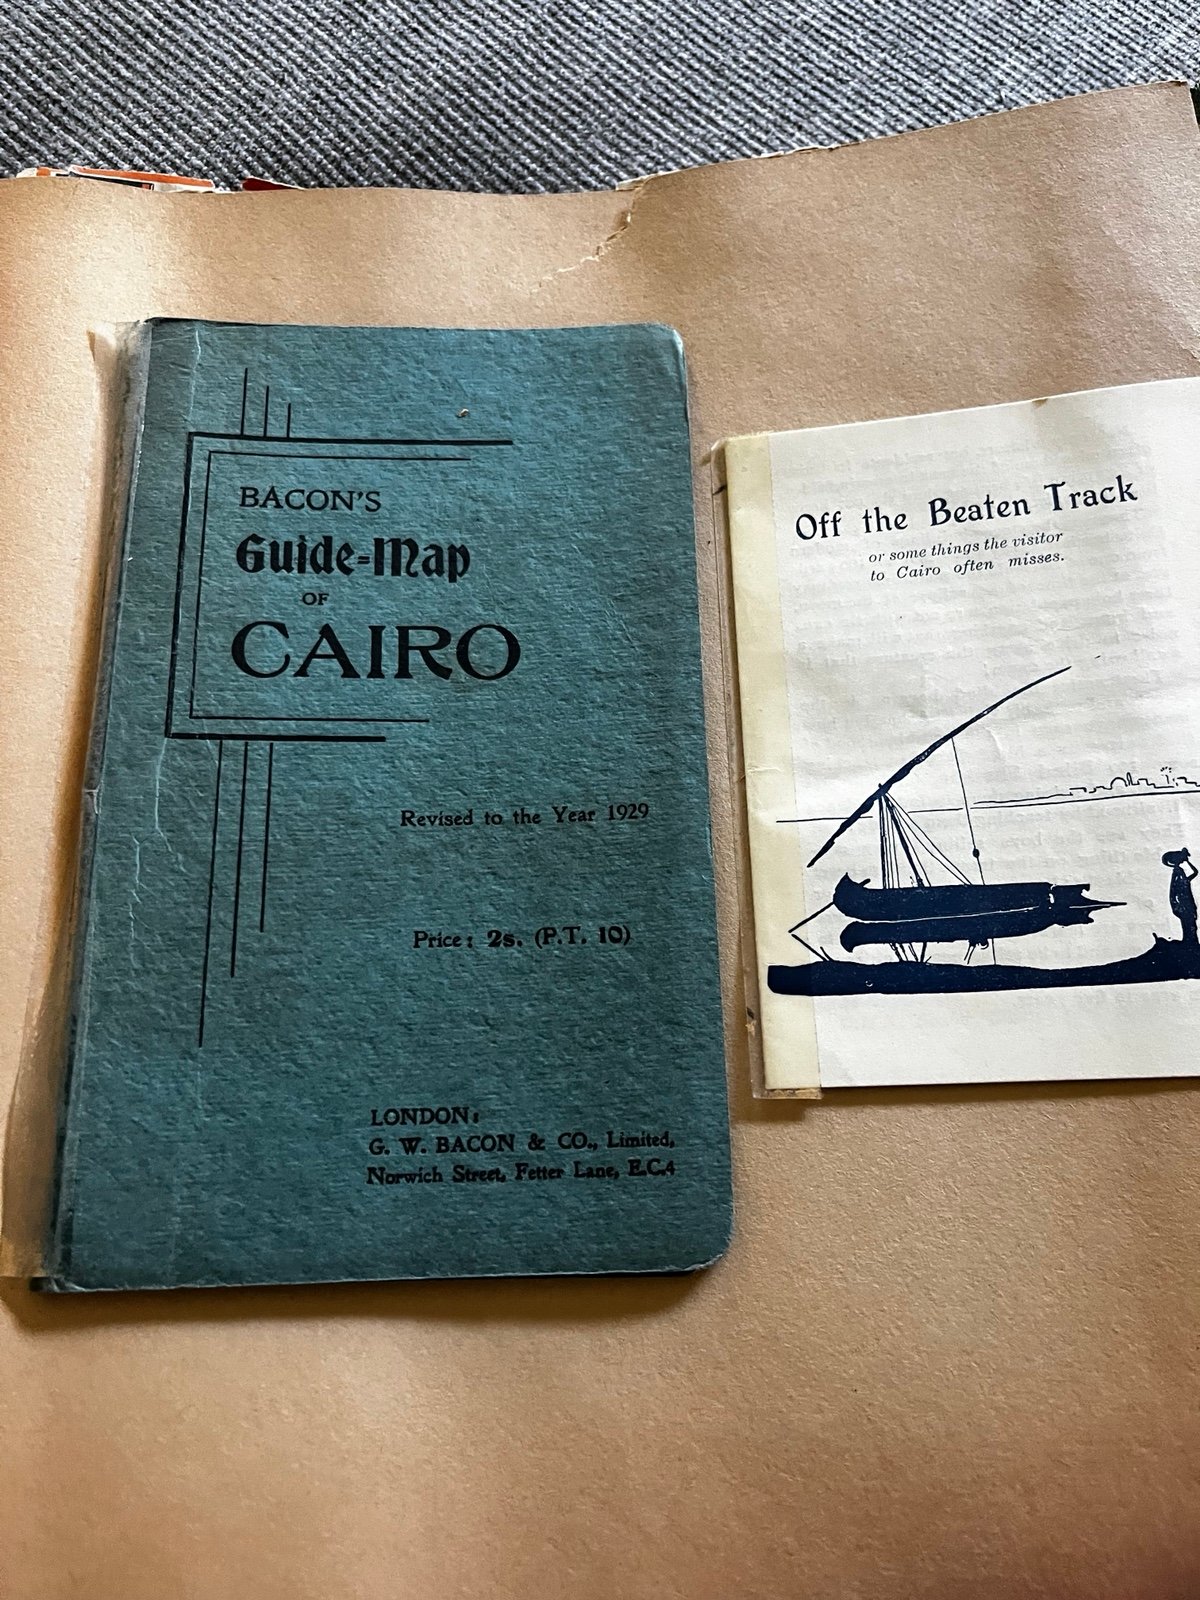 BACON'S
Guide-Map
OF
CAIRO
Revised to the Year 1929
Price: 2s. (P.T. 10)
LONDON:
G. W. BACON & CO., Limited,
Norwich Street, Fetter Lane, E.C.4
Off the Beaten Track
or some things the visitor
to Cairo often misses.